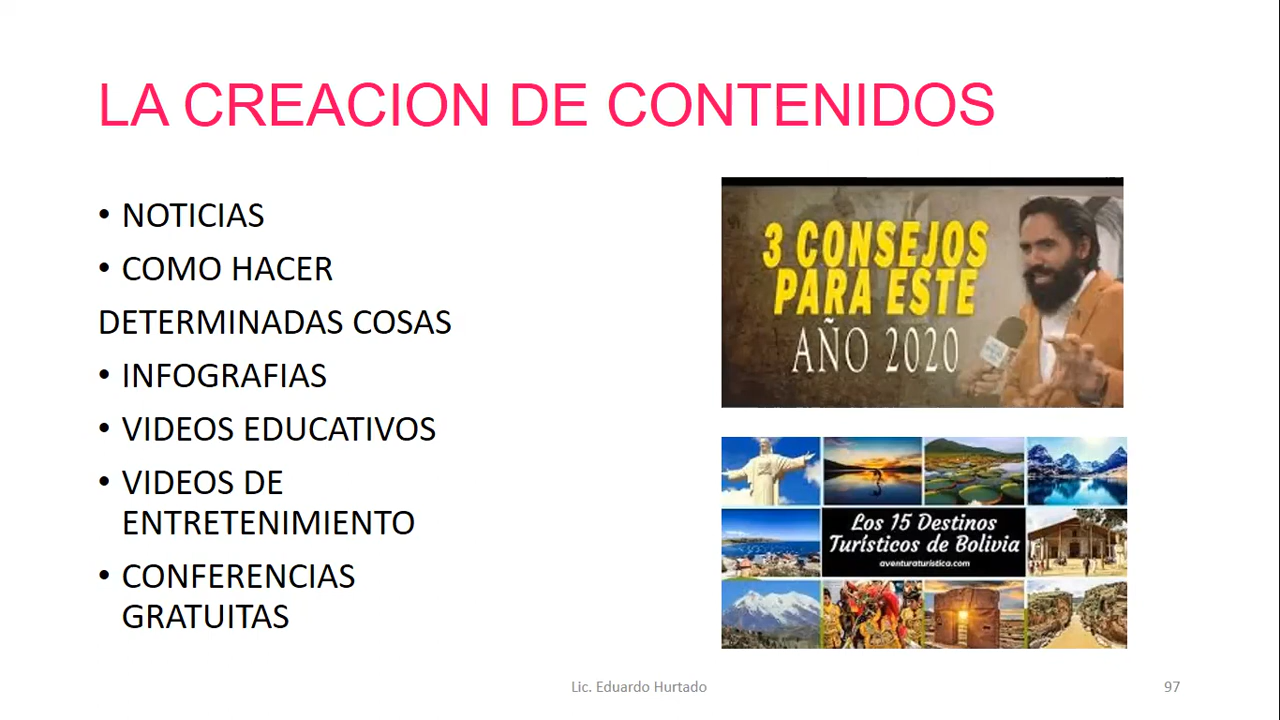 LA CREACION DE CONTENIDOS
• NOTICIAS
• COMO HACER
DETERMINADAS COSAS
• INFOGRAFIAS
• VIDEOS EDUCATIVOS
• VIDEOS DE
ENTRETENIMIENTO
• CONFERENCIAS
GRATUITAS
3 CONSEJOS
PARA ESTE
AÑO 2020
Los 15 Destinos
Turísticos de Bolivia
aventuraturistica.com
Lic. Eduardo Hurtado
97